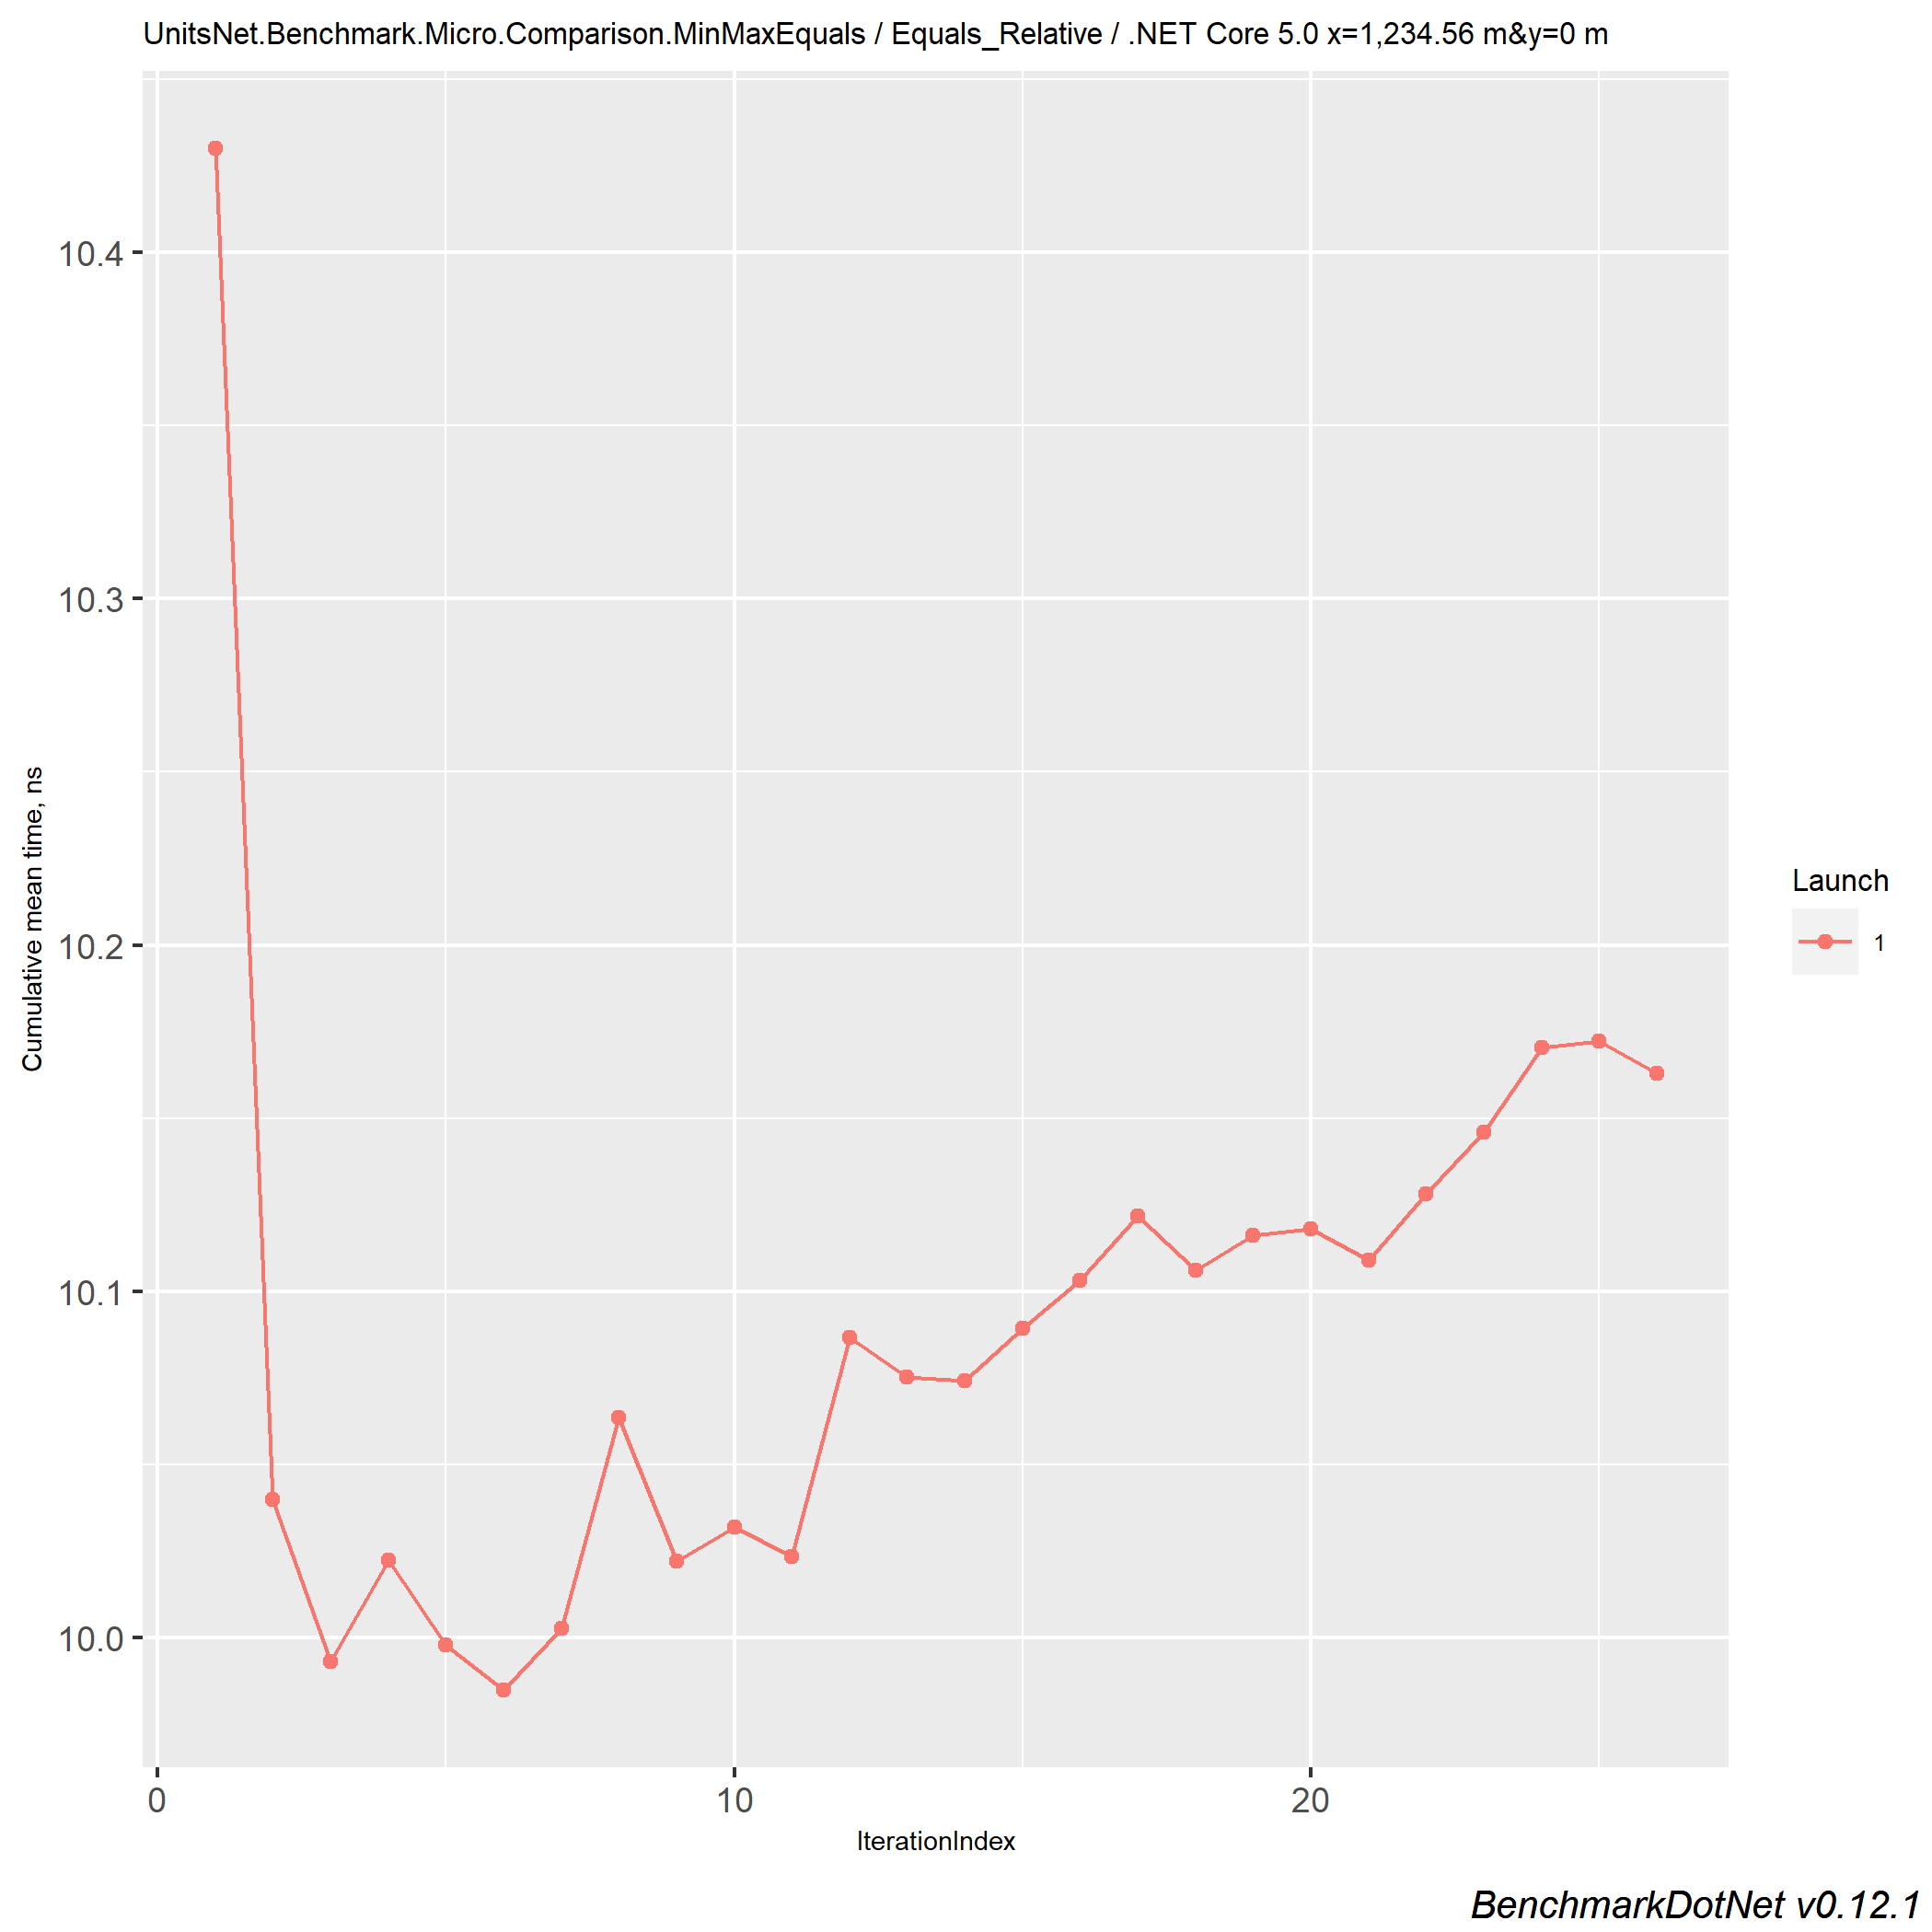 UnitsNet.Benchmark.Micro.Comparison.MinMaxEquals / Equals_Relative / .NET Core 5.0 x=1,234.56 m&y=0 m
10.4
10.3
10.2
10.1
10.0
Cumulative mean time, ns
0
10
20
IterationIndex
Launch
1
BenchmarkDotNet v0.12.1